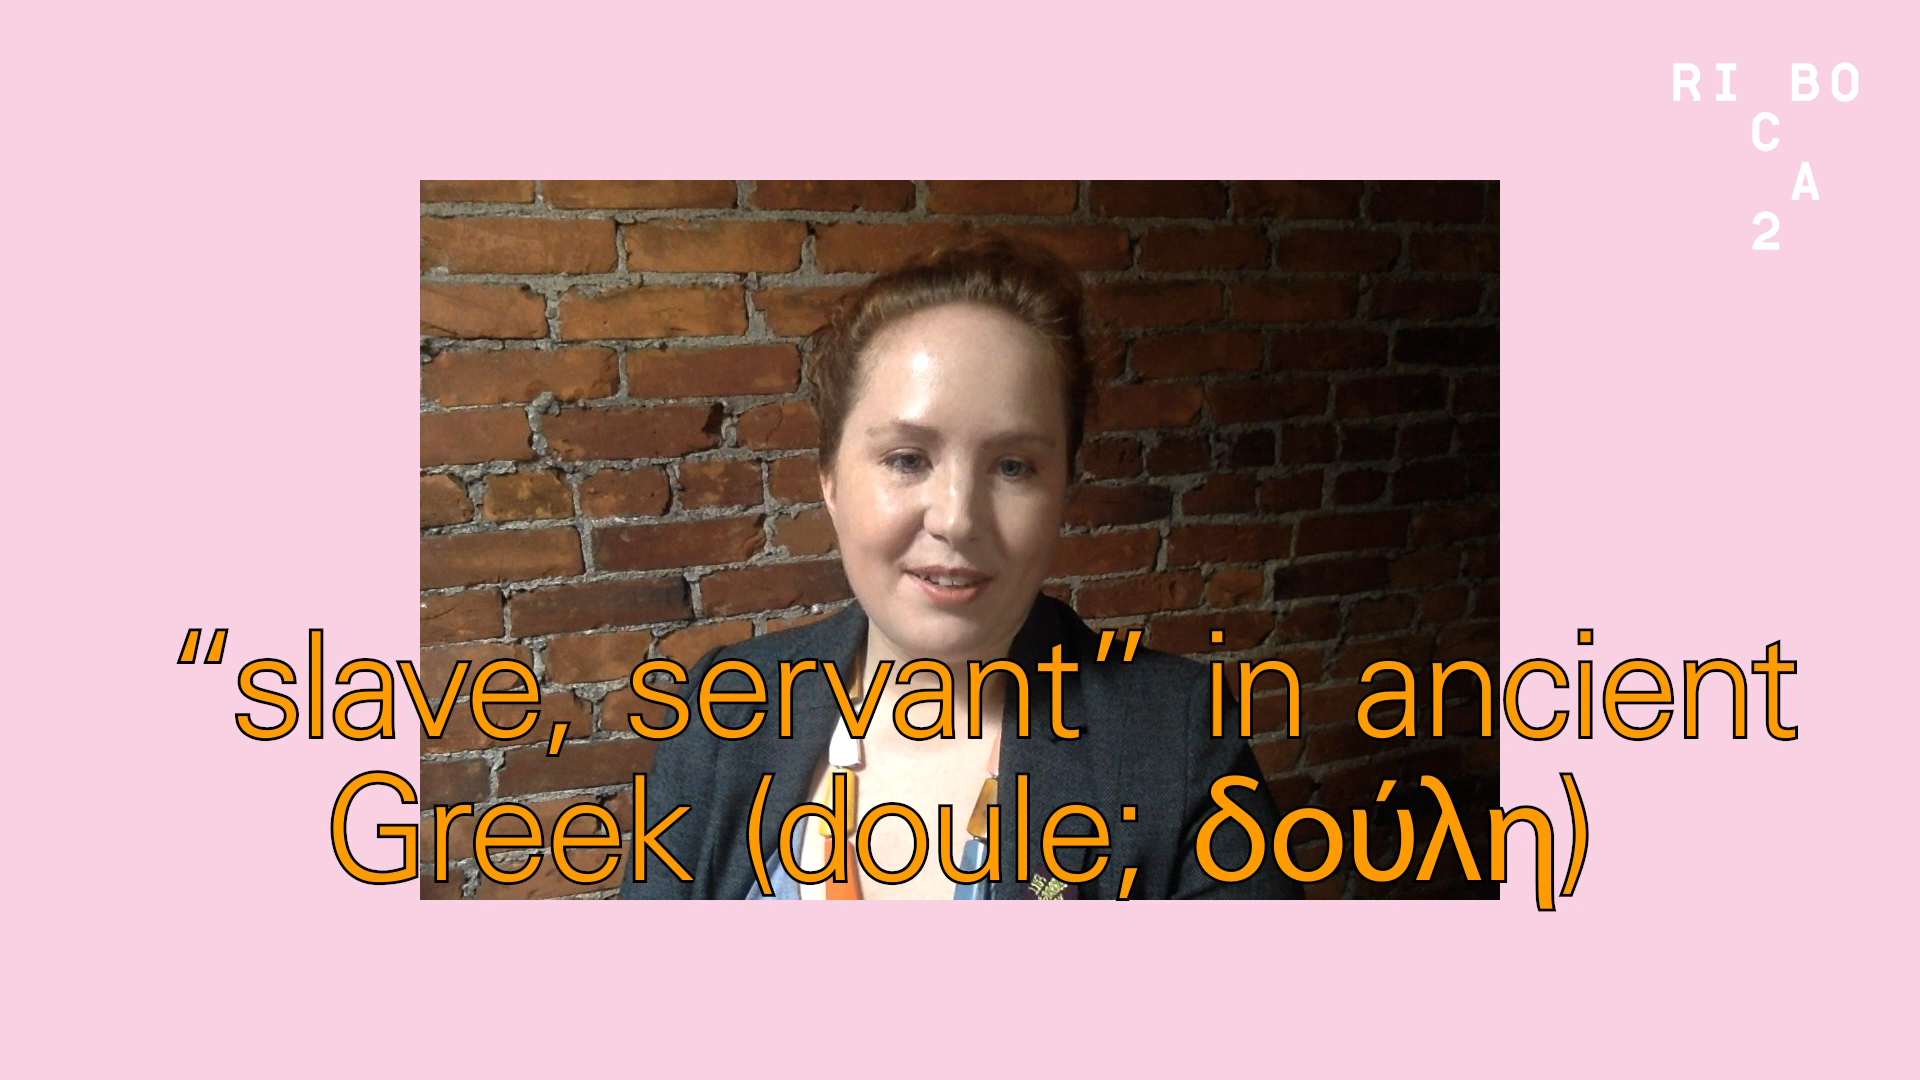 RI BO
C
A
2
“slave, servant” in ancient
Greek (doule; δούλη)